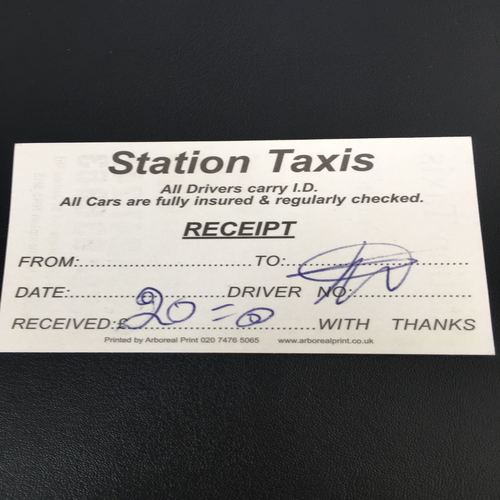 Station Taxis
All Drivers carry I.D.
All Cars are fully insured & regularly checked.
RECEIPT
FROM:..............................TO:..............................
DATE:....................DRIVER NO:....................
RECEIVED:£ 20=0 ....................WITH THANKS
Printed by Arboreal Print 020 7476 5065 www.arborealprint.co.uk